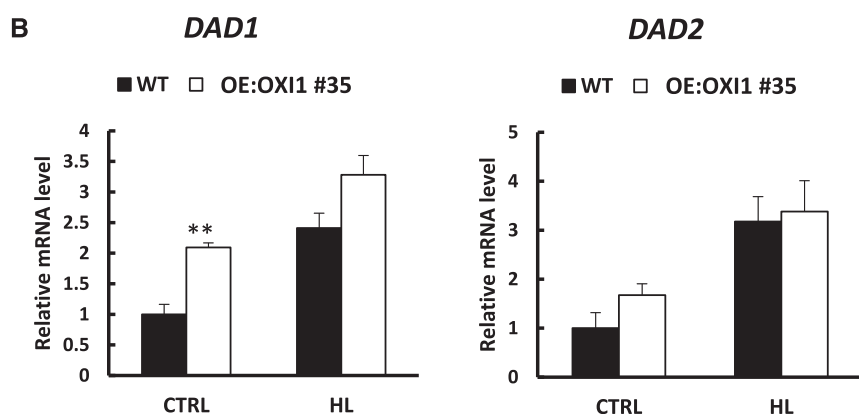 B
DAD1
WT OE:OXI1 #35
Relative mRNA level
4
3.5
3
2.5
2
1.5
1
0.5
0
**
CTRL HL
DAD2
WT OE:OXI1 #35
Relative mRNA level
5
4
3
2
1
0
CTRL HL